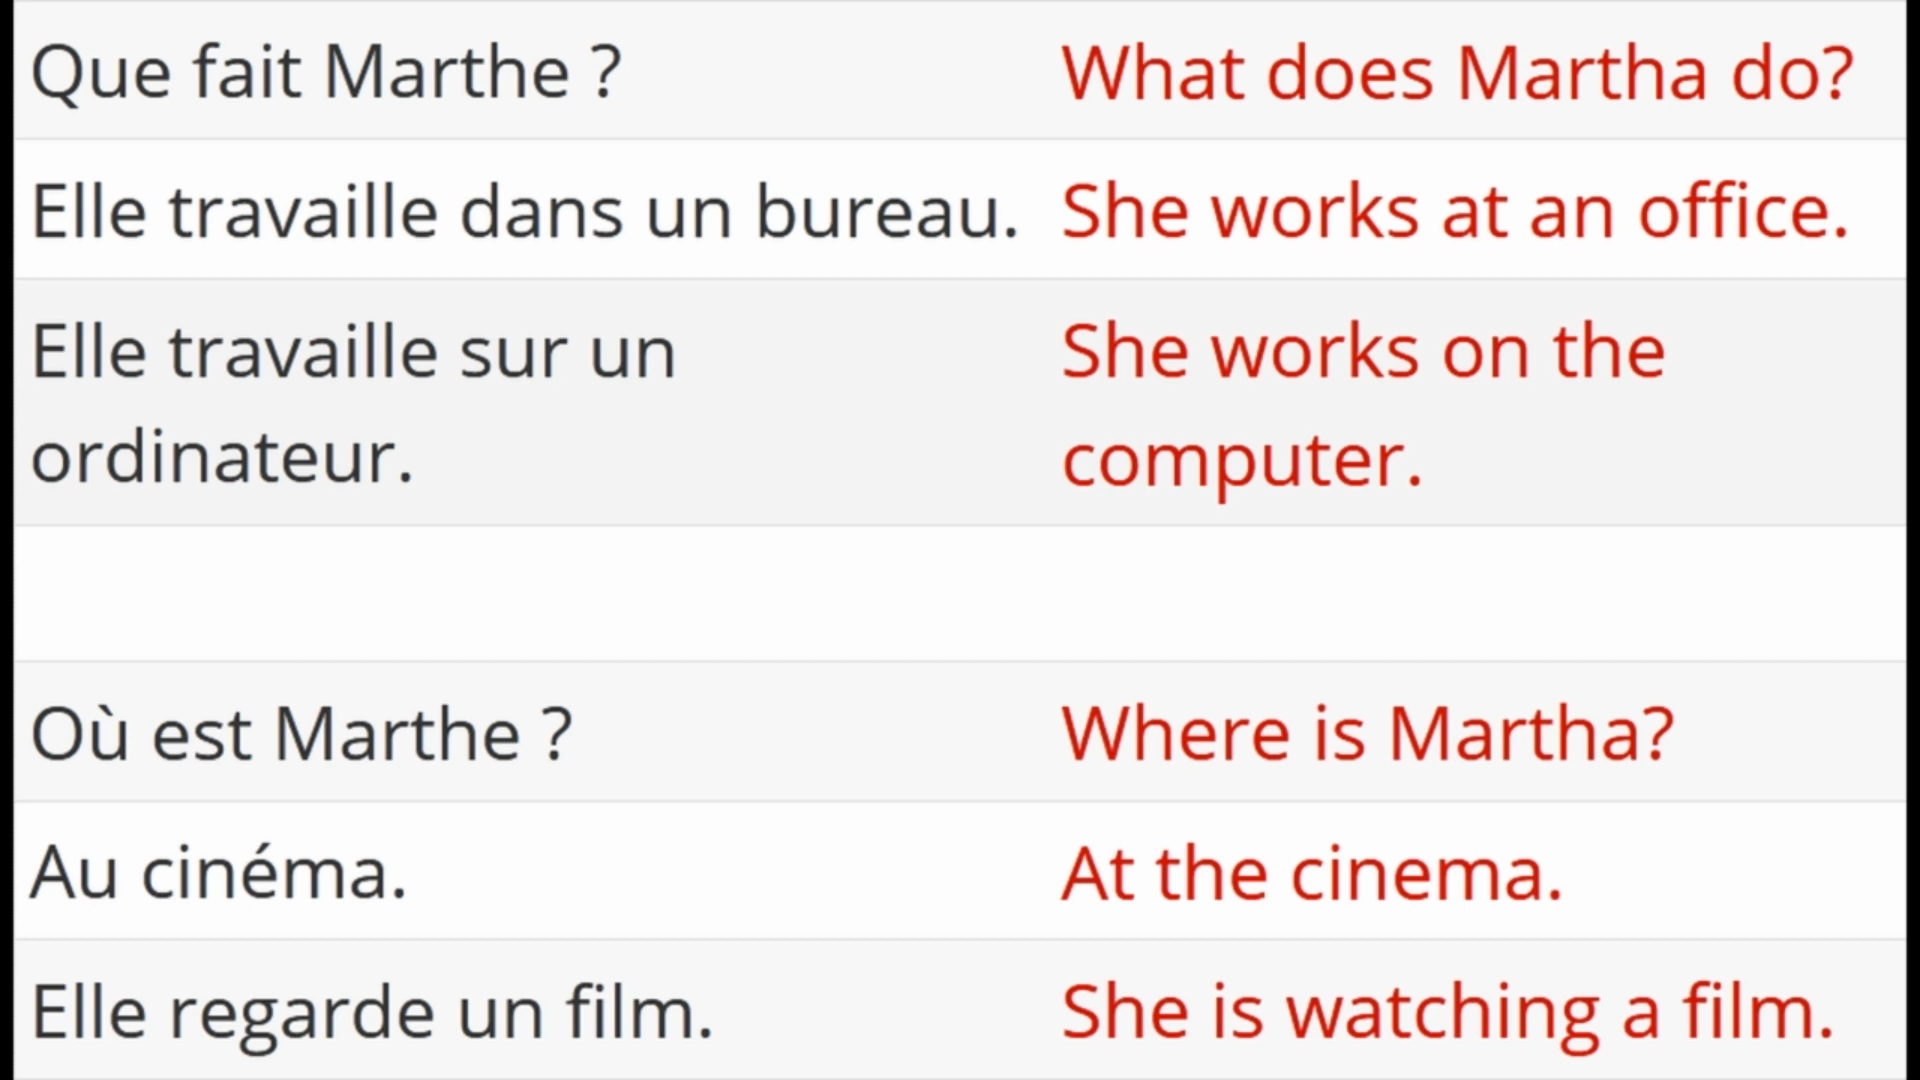 Que fait Marthe ? What does Martha do?
Elle travaille dans un bureau. She works at an office.
Elle travaille sur un She works on the
ordinateur. computer.
Où est Marthe ? Where is Martha?
Au cinéma. At the cinema.
Elle regarde un film. She is watching a film.